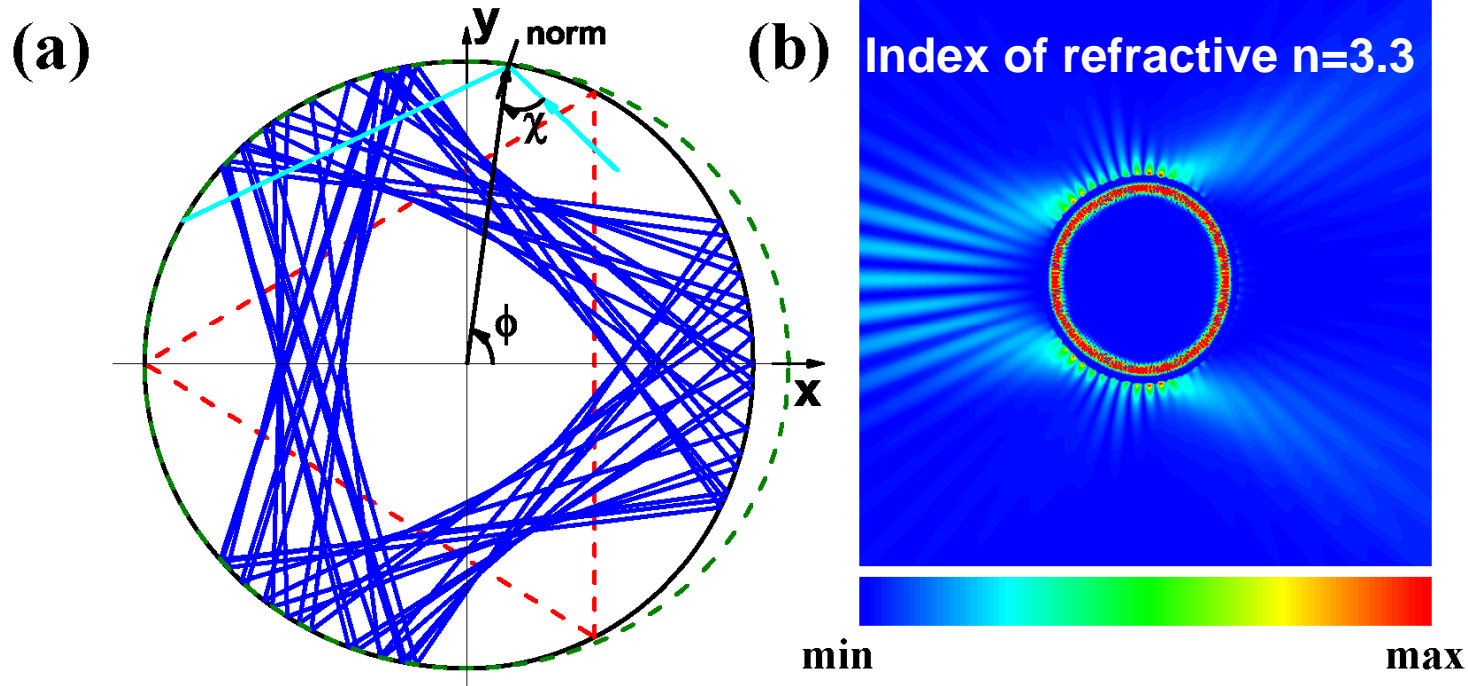 (a)
y
norm
χ
ϕ
x
(b)
Index of refractive n=3.3
min max